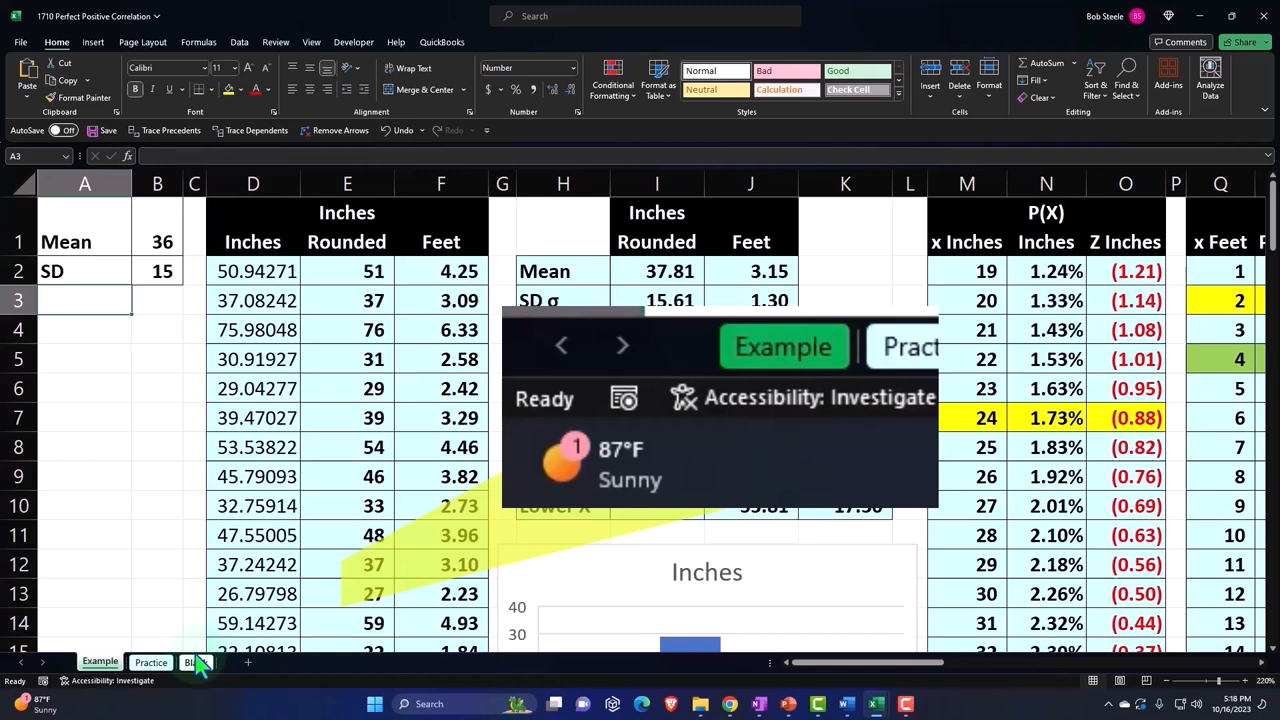 1710 Perfect Positive Correlation
Search
Bob Steele BS
File Home Insert Page Layout Formulas Data Review View Developer Help QuickBooks Comments Share
Paste Cut Copy Format Painter Clipboard
Calibri 11 B I U Font
Wrap Text Merge & Center Alignment
Number $ % Number
Conditional Formatting Format as Table
Normal Bad Good
Neutral Calculation Check Cell
Styles
Insert Delete Format Cells
AutoSum Fill Clear Sort & Filter Find & Select Editing
Add-ins Add-ins
Analyze Data
AutoSave Off Save Trace Precedents Trace Dependents Remove Arrows Undo Redo
A3 fx
A B C D E F G H I J K L M N O P Q
Inches Inches P(X)
1 Mean 36 Inches Rounded Feet Rounded Feet x Inches Inches Z Inches x Feet
2 SD 15 50.94271 51 4.25 Mean 37.81 3.15 19 1.24% (1.21) 1
3 37.08242 37 3.09 SD σ 15.61 1.30 20 1.33% (1.14) 2
4 75.98048 76 6.33 21 1.43% (1.08) 3
5 30.91927 31 2.58 22 1.53% (1.01) 4
6 29.04277 29 2.42 23 1.63% (0.95) 5
7 39.47027 39 3.29 24 1.73% (0.88) 6
8 53.53822 54 4.46 25 1.83% (0.82) 7
9 45.79093 46 3.82 26 1.92% (0.76) 8
10 32.75914 33 2.73 27 2.01% (0.69) 9
11 47.55005 48 3.96 28 2.10% (0.63) 10
12 37.24242 37 3.10 29 2.18% (0.56) 11
13 26.79798 27 2.23 30 2.26% (0.50) 12
14 59.14273 59 4.93 31 2.32% (0.44) 13
Example Pract
Ready Accessibility: Investigate
1 87°F
Sunny
Inches
40
30
Example Practice
Ready Accessibility: Investigate 220%
87°F
Sunny
Search
5:18 PM
10/16/2023